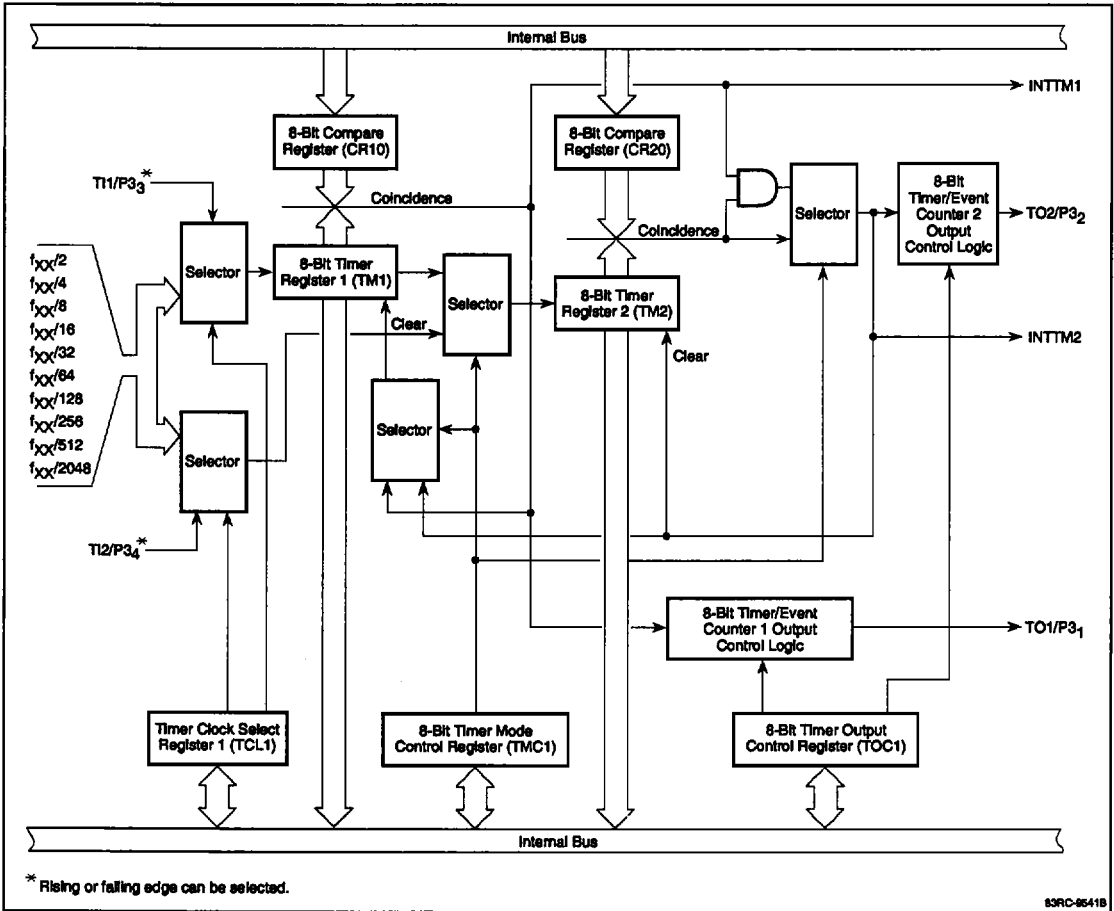 Internal Bus
INTTM1
8-Bit Compare
Register (CR10)
8-Bit Compare
Register (CR20)
TI1/P3₃*
Coincidence
Selector
8-Bit
Timer/Event
Counter 2
Output
Control Logic
TO2/P3₂
Coincidence
Selector
8-Bit Timer
Register 1 (TM1)
Selector
8-Bit Timer
Register 2 (TM2)
fXX/2
fXX/4
fXX/8
fXX/16
fXX/32
fXX/64
fXX/128
fXX/256
fXX/512
fXX/2048
Clear
Clear
INTTM2
Selector
Selector
TI2/P3₄*
8-Bit Timer/Event
Counter 1 Output
Control Logic
TO1/P3₁
Timer Clock Select
Register 1 (TCL1)
8-Bit Timer Mode
Control Register (TMC1)
8-Bit Timer Output
Control Register (TOC1)
Internal Bus
* Rising or falling edge can be selected.
83RC-9541B